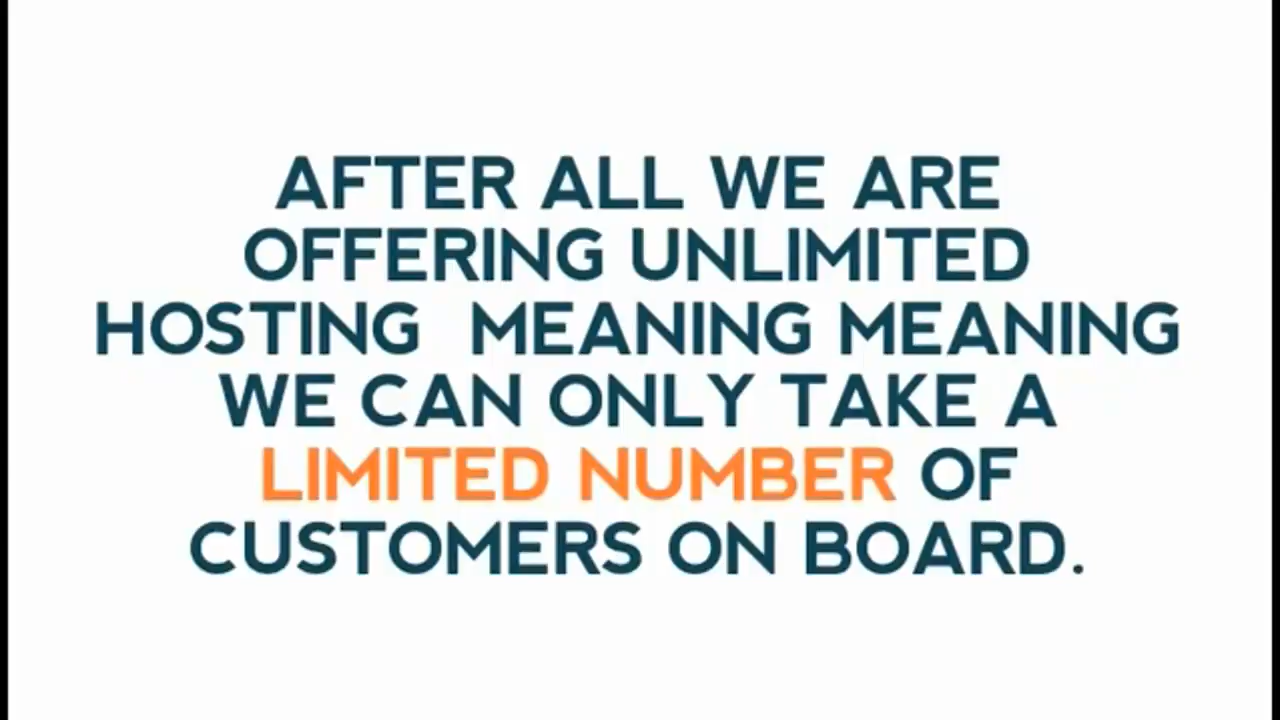 AFTER ALL WE ARE
OFFERING UNLIMITED
HOSTING  MEANING MEANING
WE CAN ONLY TAKE A
LIMITED NUMBER OF
CUSTOMERS ON BOARD.